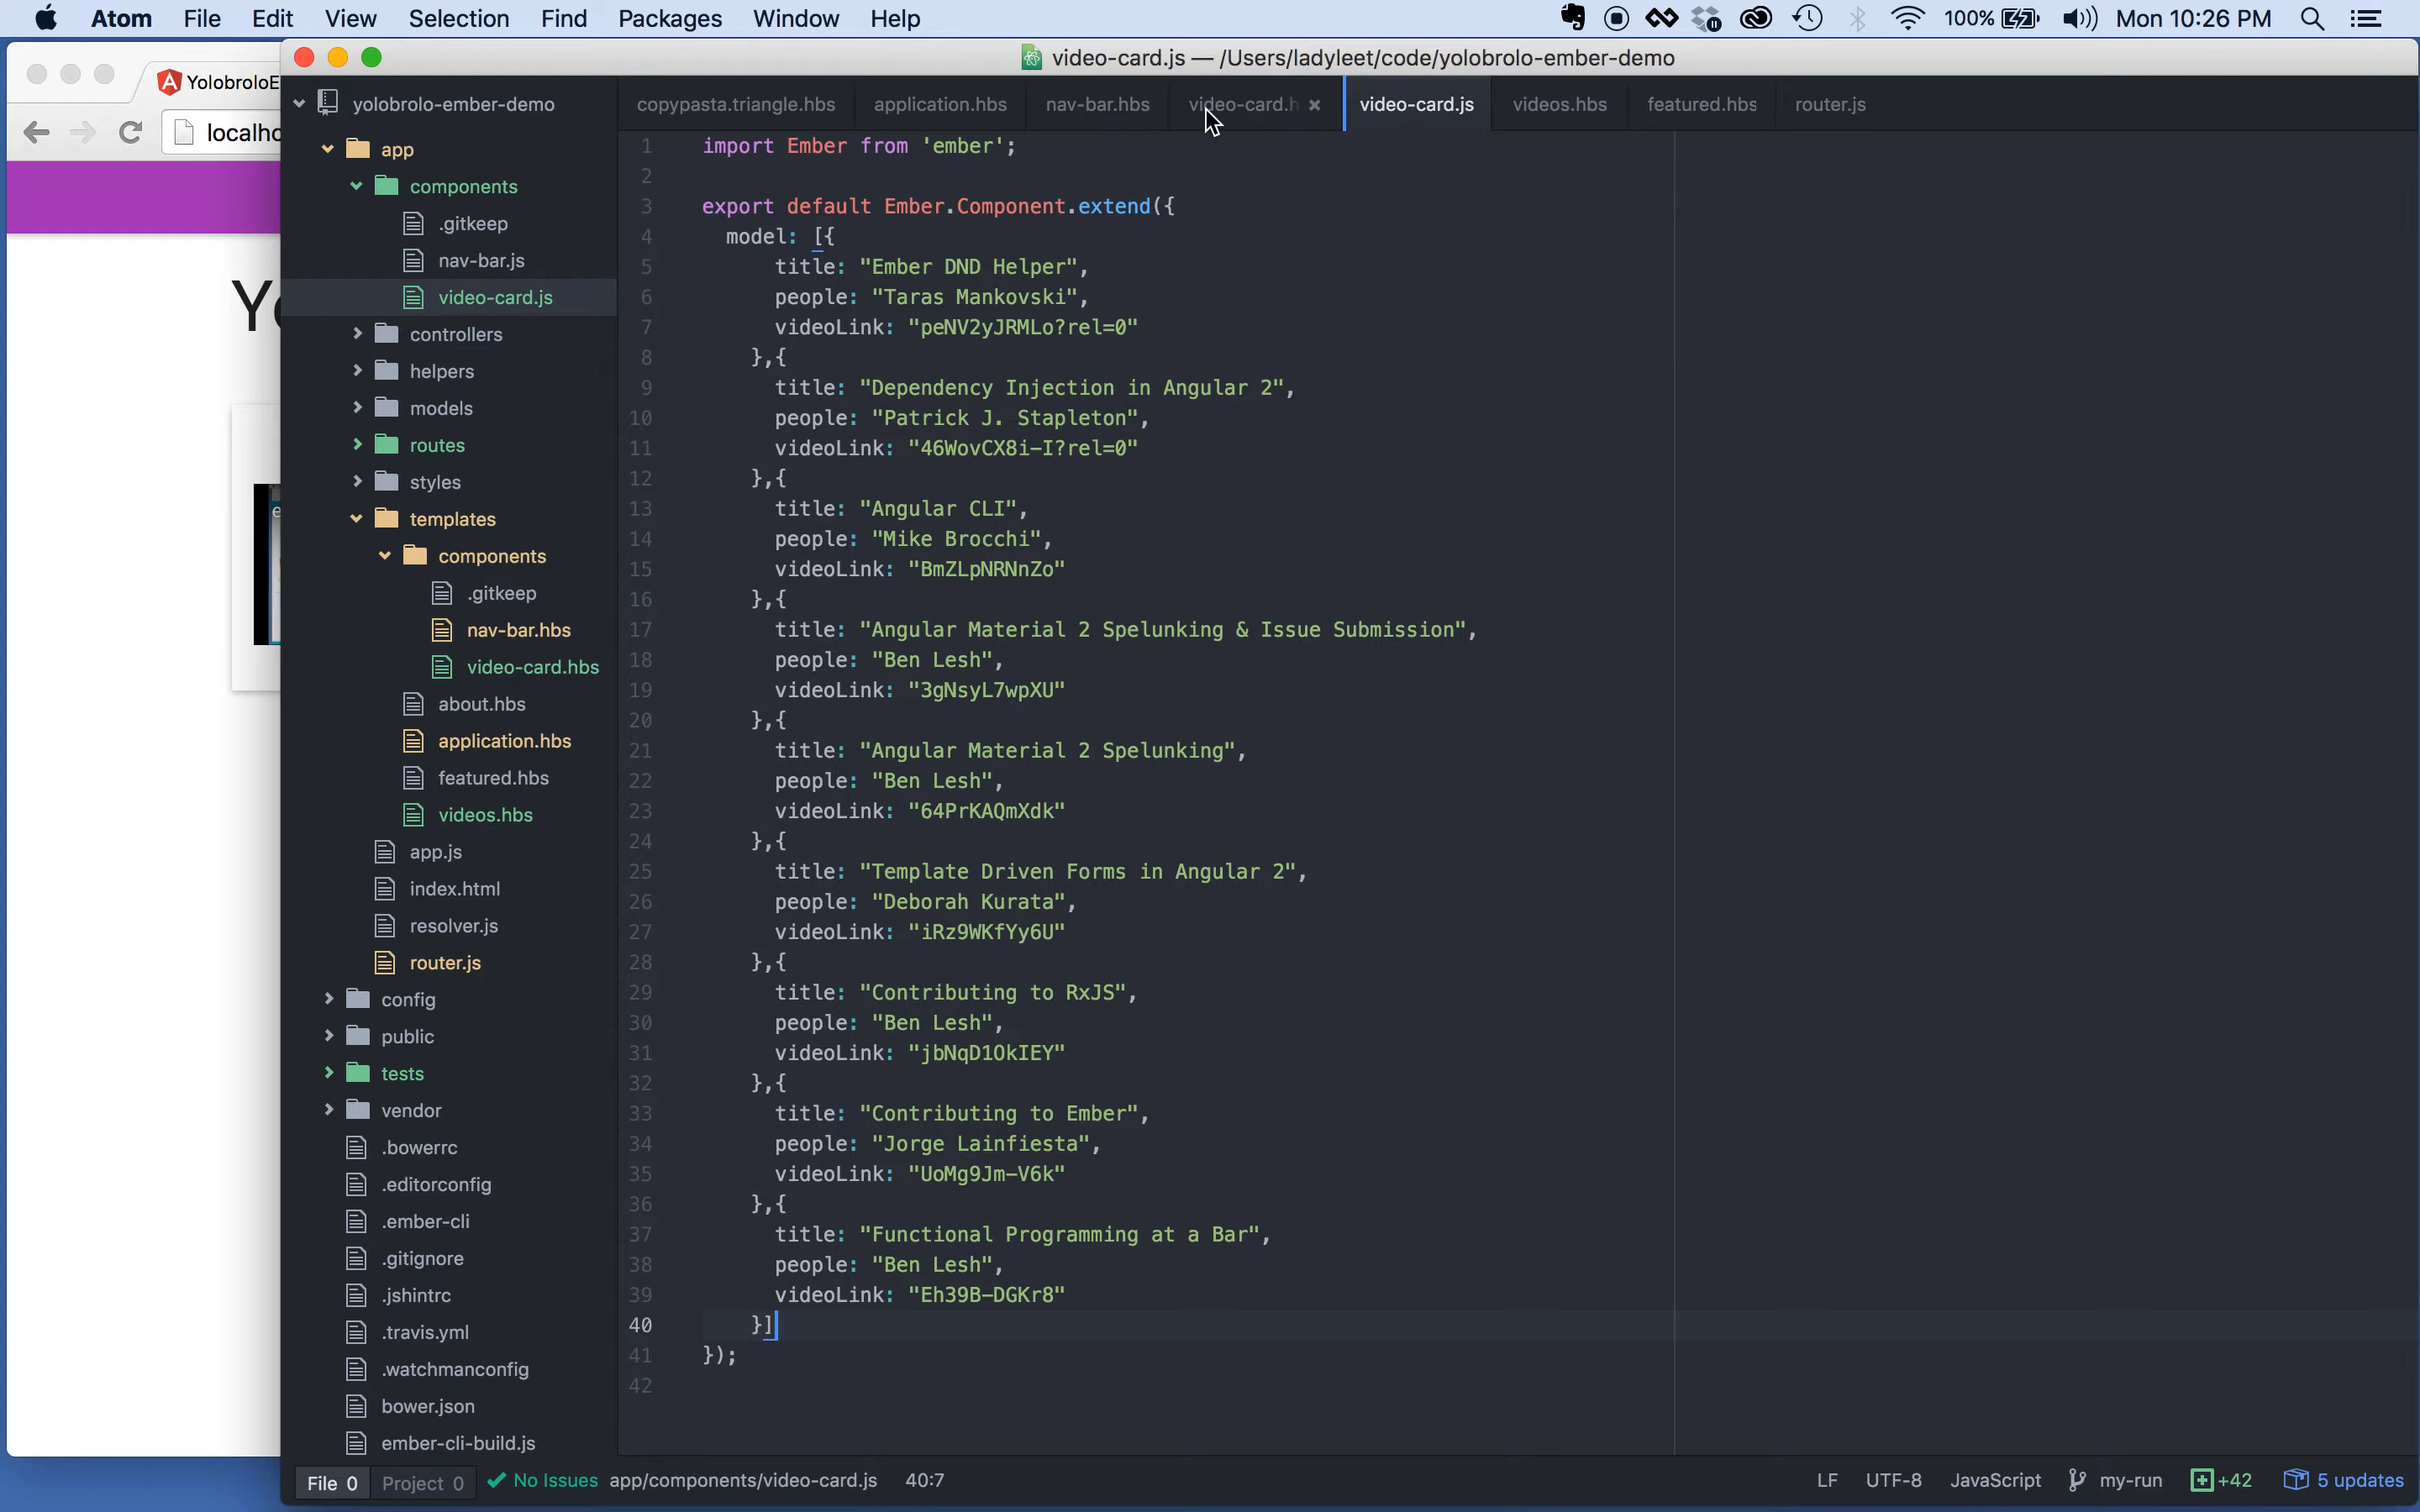 Atom File Edit View Selection Find Packages Window Help
100% Mon 10:26 PM
video-card.js — /Users/ladyleet/code/yolobrolo-ember-demo
YolobroloE
localho
Yo
yolobrolo-ember-demo
app
components
.gitkeep
nav-bar.js
video-card.js
controllers
helpers
models
routes
styles
templates
components
.gitkeep
nav-bar.hbs
video-card.hbs
about.hbs
application.hbs
featured.hbs
videos.hbs
app.js
index.html
resolver.js
router.js
config
public
tests
vendor
.bowerrc
.editorconfig
.ember-cli
.gitignore
.jshintrc
.travis.yml
.watchmanconfig
bower.json
ember-cli-build.js
copypasta.triangle.hbs application.hbs nav-bar.hbs video-card.h video-card.js videos.hbs featured.hbs router.js
1 import Ember from 'ember';
2
3 export default Ember.Component.extend({
4 model: [{
5 title: "Ember DND Helper",
6 people: "Taras Mankovski",
7 videoLink: "peNV2yJRMLo?rel=0"
8 },{
9 title: "Dependency Injection in Angular 2",
10 people: "Patrick J. Stapleton",
11 videoLink: "46WovCX8i-I?rel=0"
12 },{
13 title: "Angular CLI",
14 people: "Mike Brocchi",
15 videoLink: "BmZLpNRNnZo"
16 },{
17 title: "Angular Material 2 Spelunking & Issue Submission",
18 people: "Ben Lesh",
19 videoLink: "3gNsyL7wpXU"
20 },{
21 title: "Angular Material 2 Spelunking",
22 people: "Ben Lesh",
23 videoLink: "64PrKAQmXdk"
24 },{
25 title: "Template Driven Forms in Angular 2",
26 people: "Deborah Kurata",
27 videoLink: "iRz9WKfYy6U"
28 },{
29 title: "Contributing to RxJS",
30 people: "Ben Lesh",
31 videoLink: "jbNqD1OkIEY"
32 },{
33 title: "Contributing to Ember",
34 people: "Jorge Lainfiesta",
35 videoLink: "UoMg9Jm-V6k"
36 },{
37 title: "Functional Programming at a Bar",
38 people: "Ben Lesh",
39 videoLink: "Eh39B-DGKr8"
40 }]
41 });
42
File 0 Project 0 No Issues app/components/video-card.js 40:7 LF UTF-8 JavaScript my-run +42 5 updates